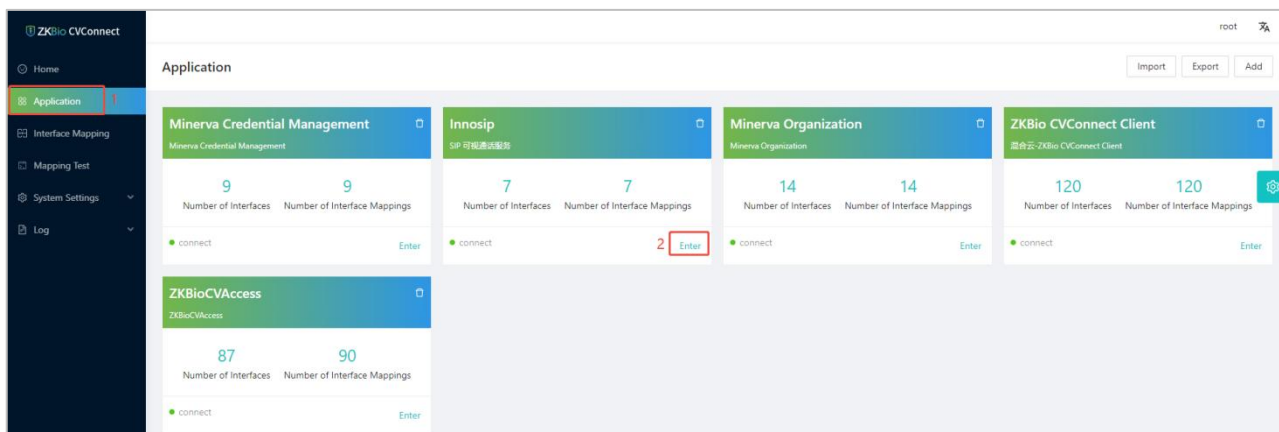 ZKBio CVConnect
root
Home
Application
Import Export Add
Application 1
Interface Mapping
Mapping Test
System Settings
Log
Minerva Credential Management
Minerva Credential Management
9 9
Number of Interfaces Number of Interface Mappings
connect Enter
Innosip
SIP 可视通话服务
7 7
Number of Interfaces Number of Interface Mappings
connect 2 Enter
Minerva Organization
Minerva Organization
14 14
Number of Interfaces Number of Interface Mappings
connect Enter
ZKBio CVConnect Client
混合云-ZKBio CVConnect Client
120 120
Number of Interfaces Number of Interface Mappings
connect Enter
ZKBioCVAccess
ZKBioCVAccess
87 90
Number of Interfaces Number of Interface Mappings
connect Enter